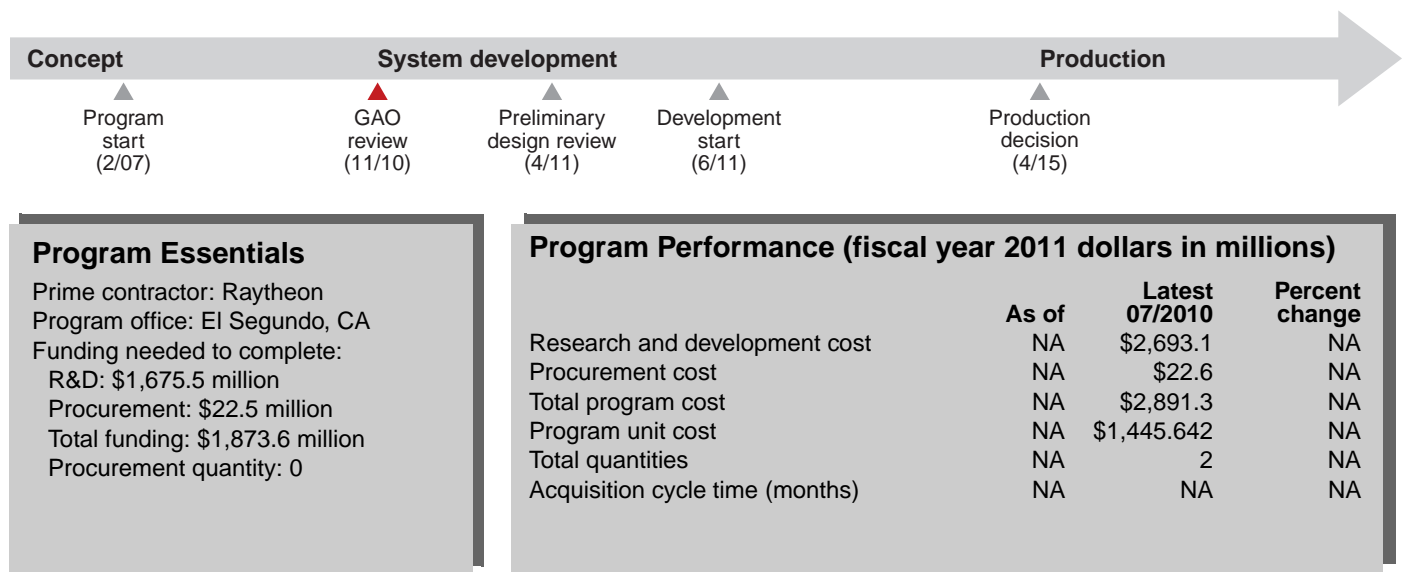 Concept System development Production
Program start (2/07)
GAO review (11/10)
Preliminary design review (4/11)
Development start (6/11)
Production decision (4/15)
Program Essentials
Prime contractor: Raytheon
Program office: El Segundo, CA
Funding needed to complete:
R&D: $1,675.5 million
Procurement: $22.5 million
Total funding: $1,873.6 million
Procurement quantity: 0
Program Performance (fiscal year 2011 dollars in millions)
As of Latest 07/2010 Percent change
Research and development cost NA $2,693.1 NA
Procurement cost NA $22.6 NA
Total program cost NA $2,891.3 NA
Program unit cost NA $1,445.642 NA
Total quantities NA 2 NA
Acquisition cycle time (months) NA NA NA